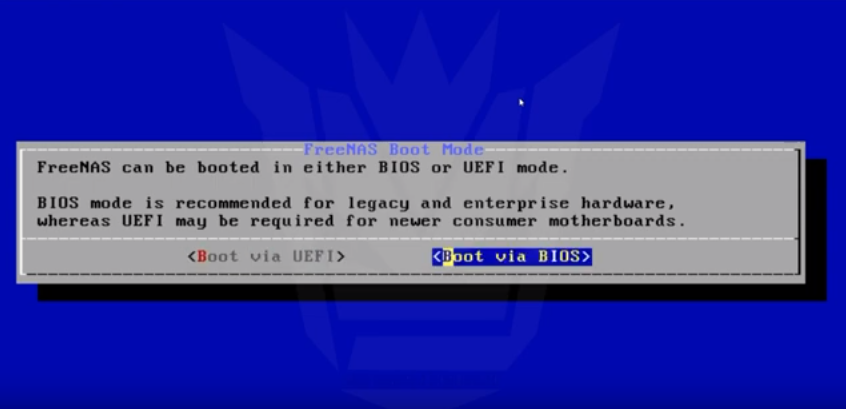 FreeNAS Boot Mode
FreeNAS can be booted in either BIOS or UEFI mode.
BIOS mode is recommended for legacy and enterprise hardware,
whereas UEFI may be required for newer consumer motherboards.
<Boot via UEFI> <Boot via BIOS>